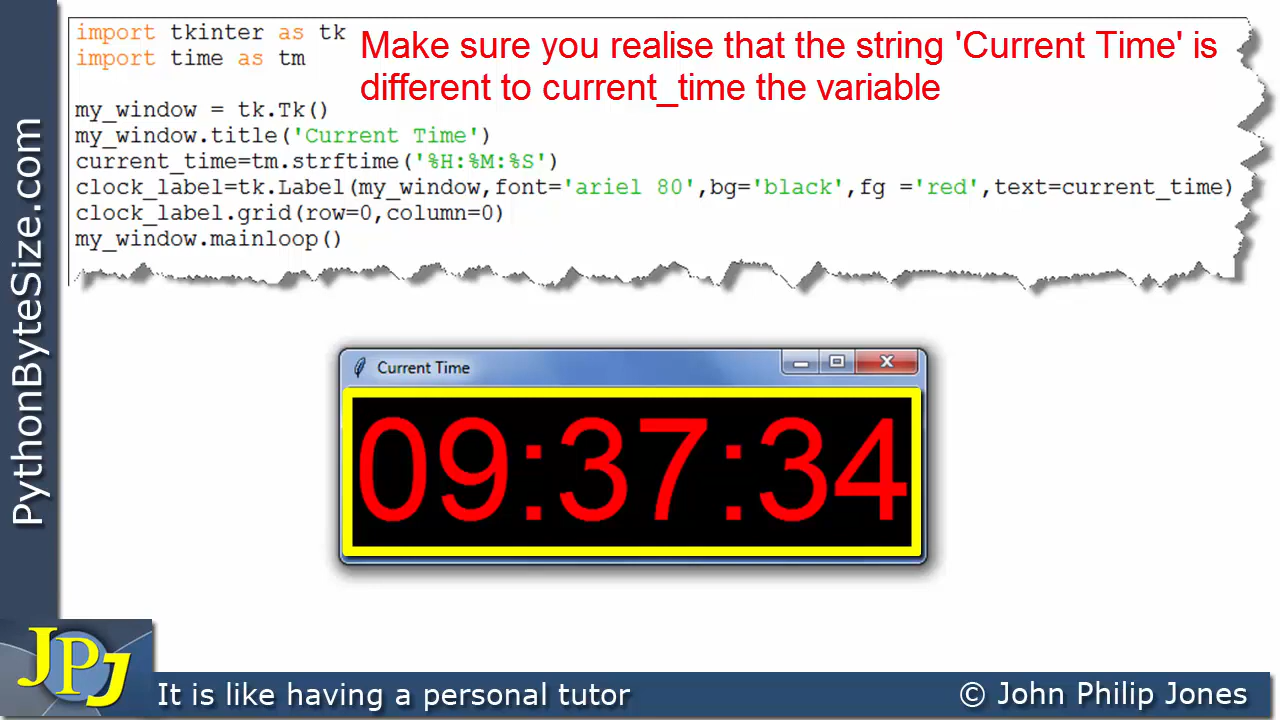 import tkinter as tk
import time as tm
Make sure you realise that the string 'Current Time' is
different to current_time the variable
my_window = tk.Tk()
my_window.title('Current Time')
current_time=tm.strftime('%H:%M:%S')
clock_label=tk.Label(my_window,font='ariel 80',bg='black',fg ='red',text=current_time)
clock_label.grid(row=0,column=0)
my_window.mainloop()
PythonByteSize.com
Current Time
09:37:34
JPJ
It is like having a personal tutor
© John Philip Jones